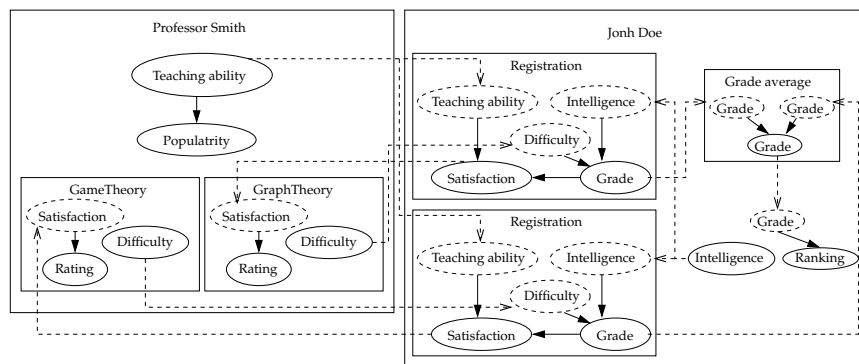 Professor Smith
Teaching ability
Populatrity
GameTheory
Satisfaction
Difficulty
Rating
GraphTheory
Satisfaction
Difficulty
Rating
Jonh Doe
Registration
Teaching ability
Intelligence
Difficulty
Satisfaction
Grade
Registration
Teaching ability
Intelligence
Difficulty
Satisfaction
Grade
Grade average
Grade
Grade
Grade
Grade
Intelligence
Ranking